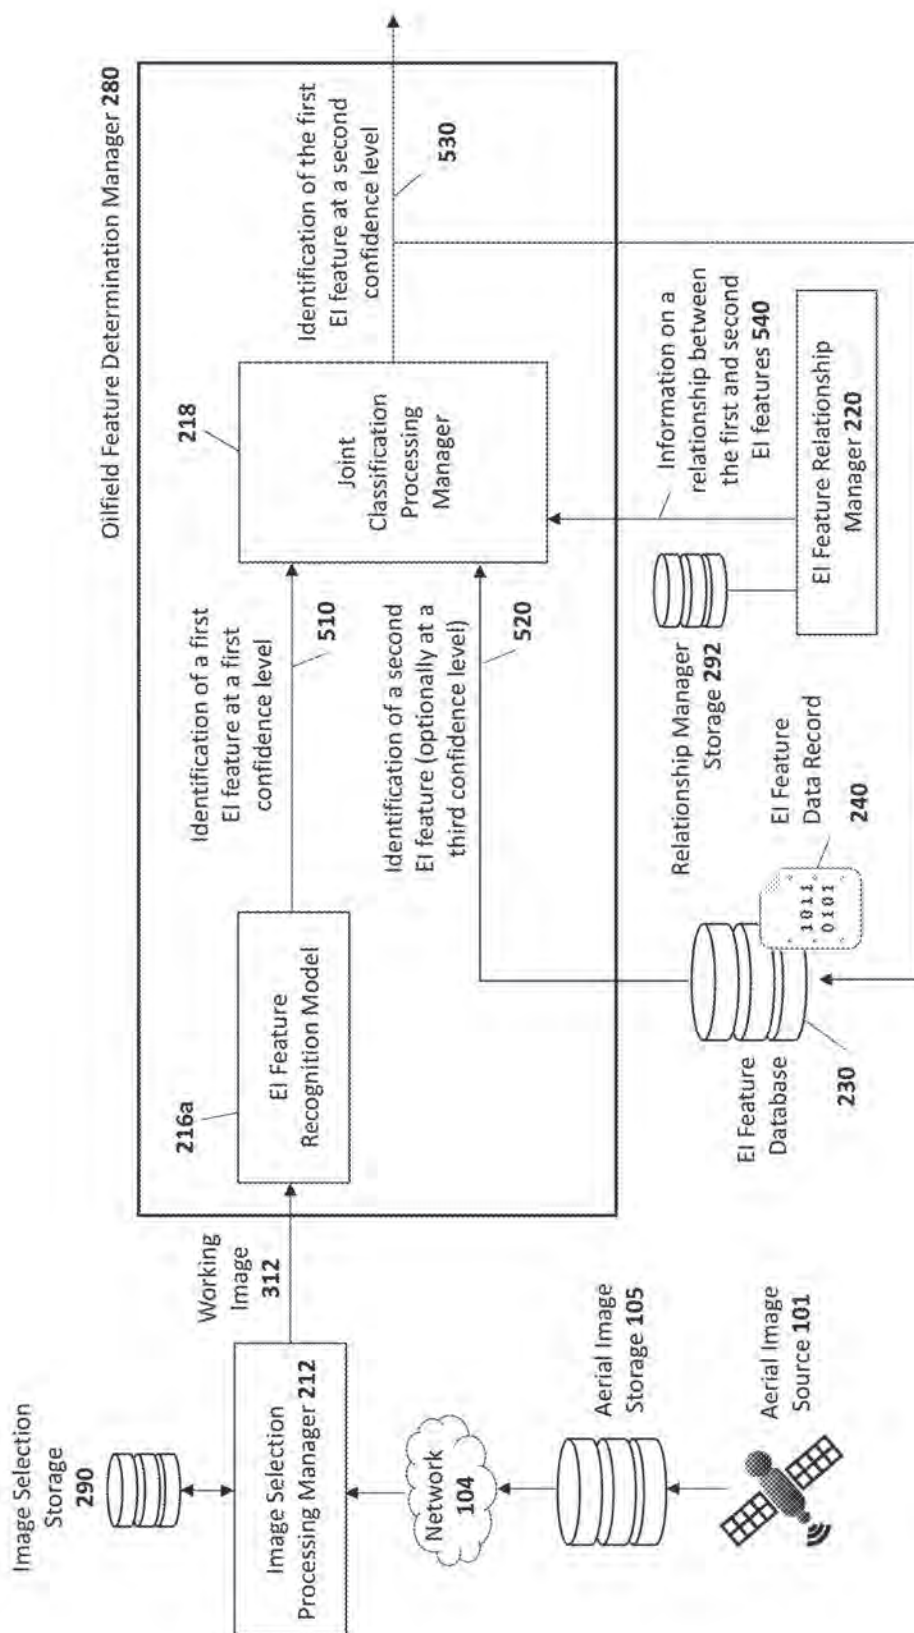 Oilfield Feature Determination Manager 280
Image Selection
Storage
290
Image Selection
Processing Manager 212
Working
Image
312
Network
104
Aerial Image
Storage 105
Aerial Image
Source 101
216a
EI Feature
Recognition Model
Identification of a first
EI feature at a first
confidence level
510
218
Joint
Classification
Processing
Manager
Identification of the first
EI feature at a second
confidence level
530
Identification of a second
EI feature (optionally at a
third confidence level)
520
EI Feature
Database
230
EI Feature
Data Record
240
1011
0101
Relationship Manager
Storage 292
Information on a
relationship between
the first and second
EI features 540
EI Feature Relationship
Manager 220